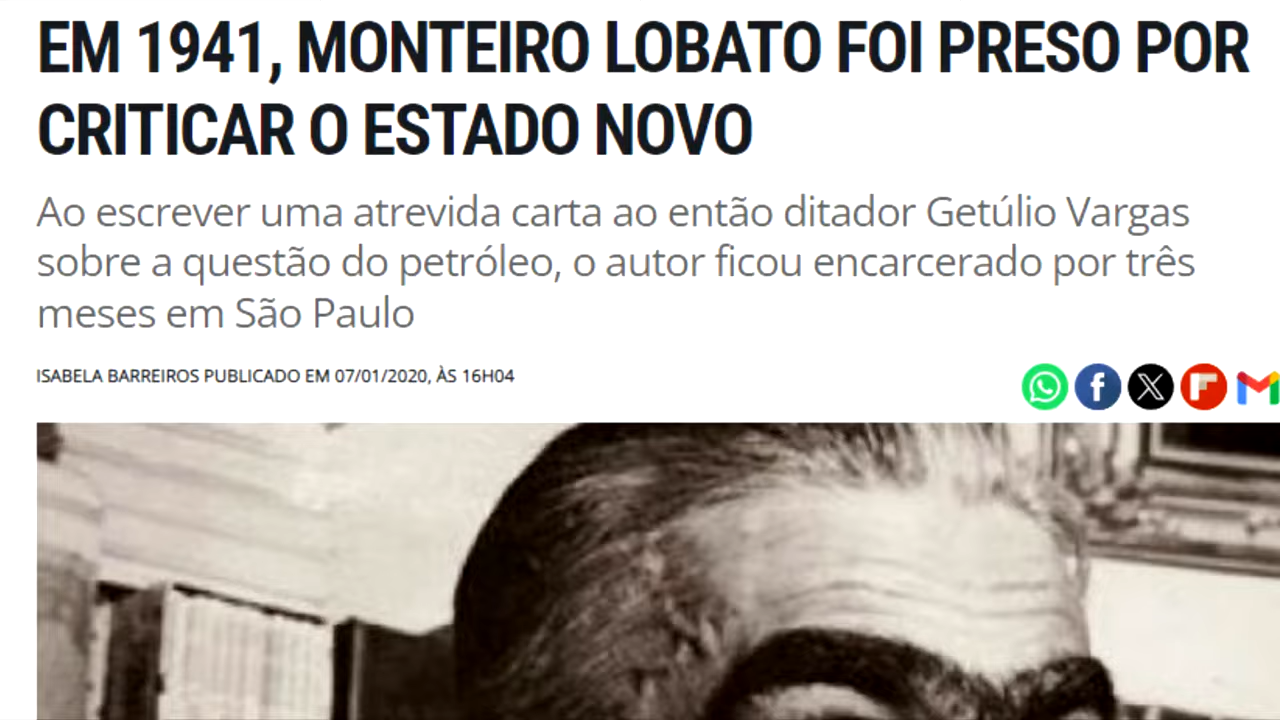 EM 1941, MONTEIRO LOBATO FOI PRESO POR
CRITICAR O ESTADO NOVO
Ao escrever uma atrevida carta ao então ditador Getúlio Vargas
sobre a questão do petróleo, o autor ficou encarcerado por três
meses em São Paulo
ISABELA BARREIROS PUBLICADO EM 07/01/2020, ÀS 16H04